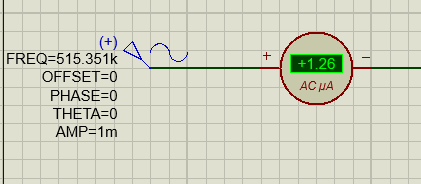 (+)
FREQ=515.351k
OFFSET=0
PHASE=0
THETA=0
AMP=1m
+
+1.26
AC µA
−